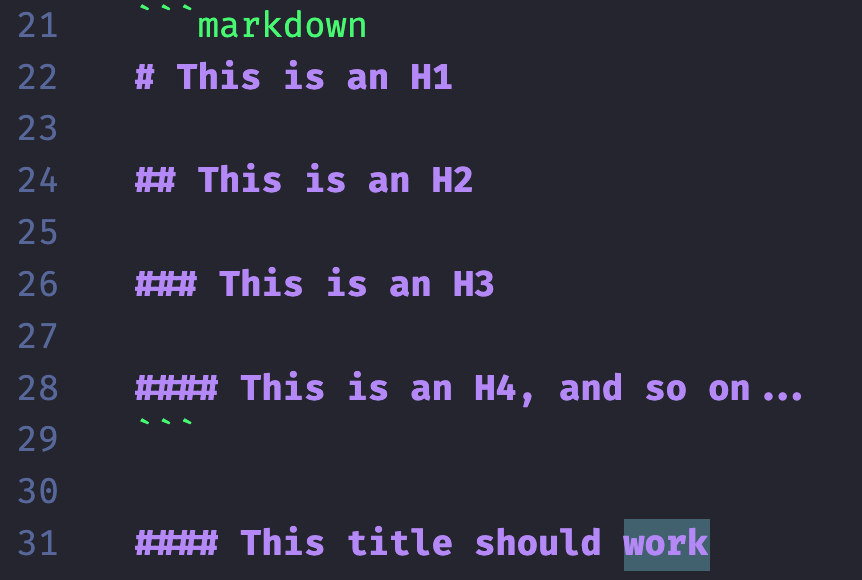 21 ```markdown
22 # This is an H1
23
24 ## This is an H2
25
26 ### This is an H3
27
28 #### This is an H4, and so on...
29 ```
30
31 #### This title should work